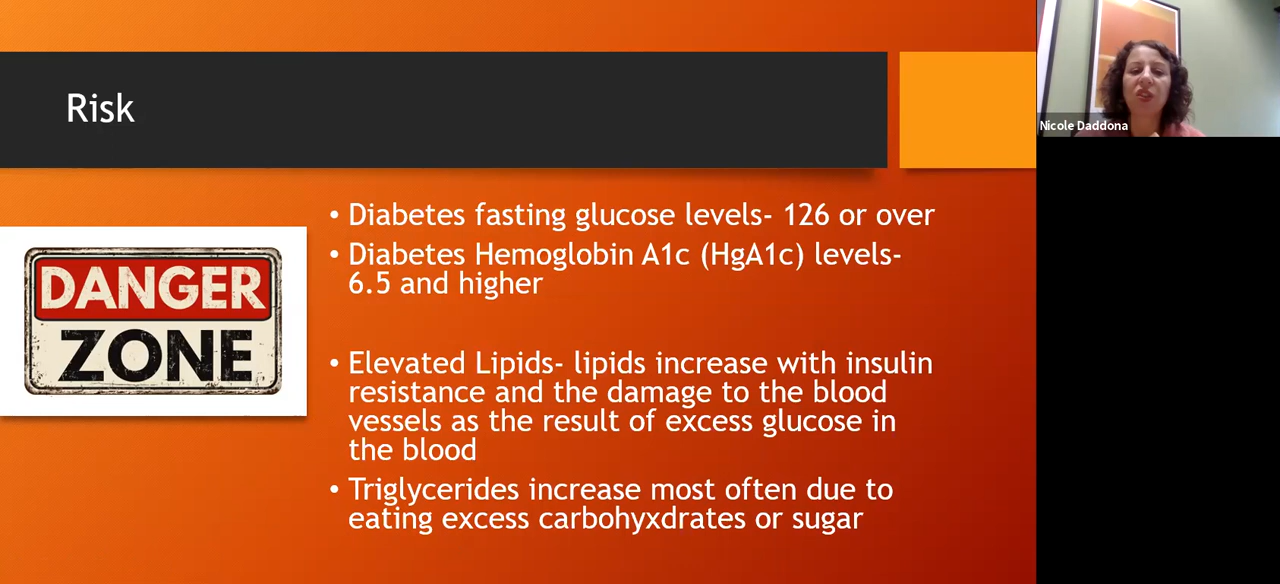 Risk
Nicole Daddona
DANGER
ZONE
• Diabetes fasting glucose levels- 126 or over
• Diabetes Hemoglobin A1c (HgA1c) levels-
6.5 and higher
• Elevated Lipids- lipids increase with insulin
resistance and the damage to the blood
vessels as the result of excess glucose in
the blood
• Triglycerides increase most often due to
eating excess carbohyxdrates or sugar